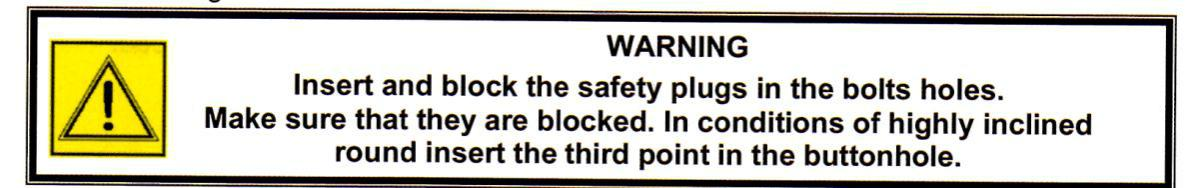 WARNING
Insert and block the safety plugs in the bolts holes.
Make sure that they are blocked. In conditions of highly inclined
round insert the third point in the buttonhole.